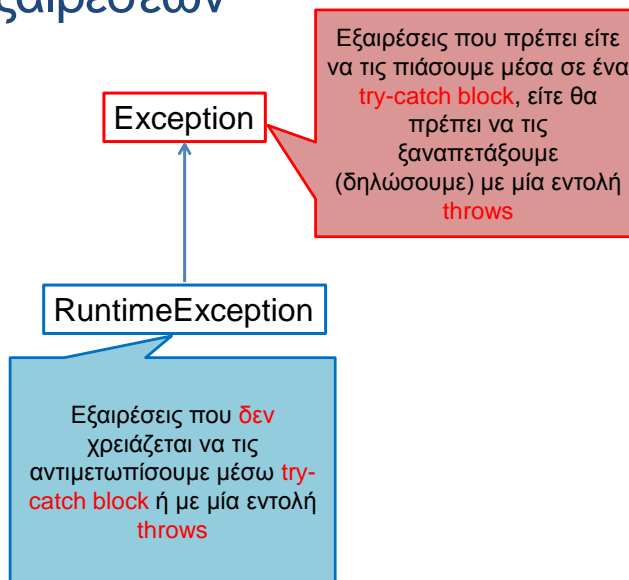 ξαιρέσεων
Εξαιρέσεις που πρέπει είτε
να τις πιάσουμε μέσα σε ένα
try-catch block, είτε θα
πρέπει να τις
ξαναπετάξουμε
(δηλώσουμε) με μία εντολή
throws
Exception
RuntimeException
Εξαιρέσεις που δεν
χρειάζεται να τις
αντιμετωπίσουμε μέσω try-
catch block ή με μία εντολή
throws